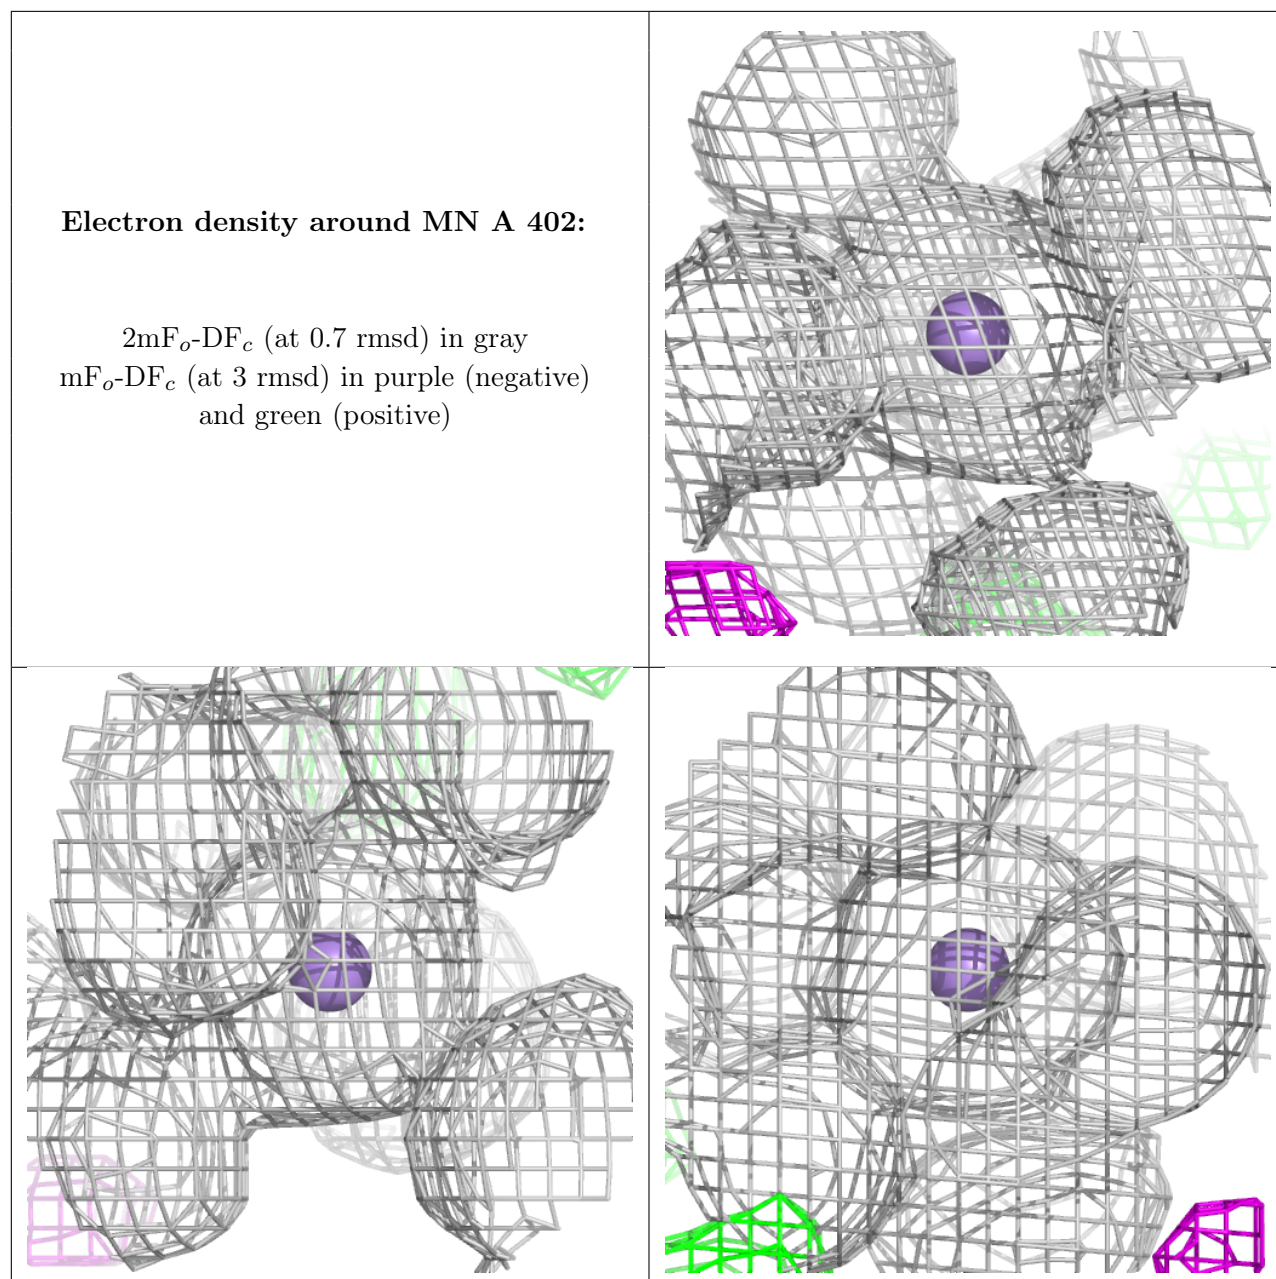 Electron density around MN A 402:
2mFo-DFc (at 0.7 rmsd) in gray
mFo-DFc (at 3 rmsd) in purple (negative)
and green (positive)